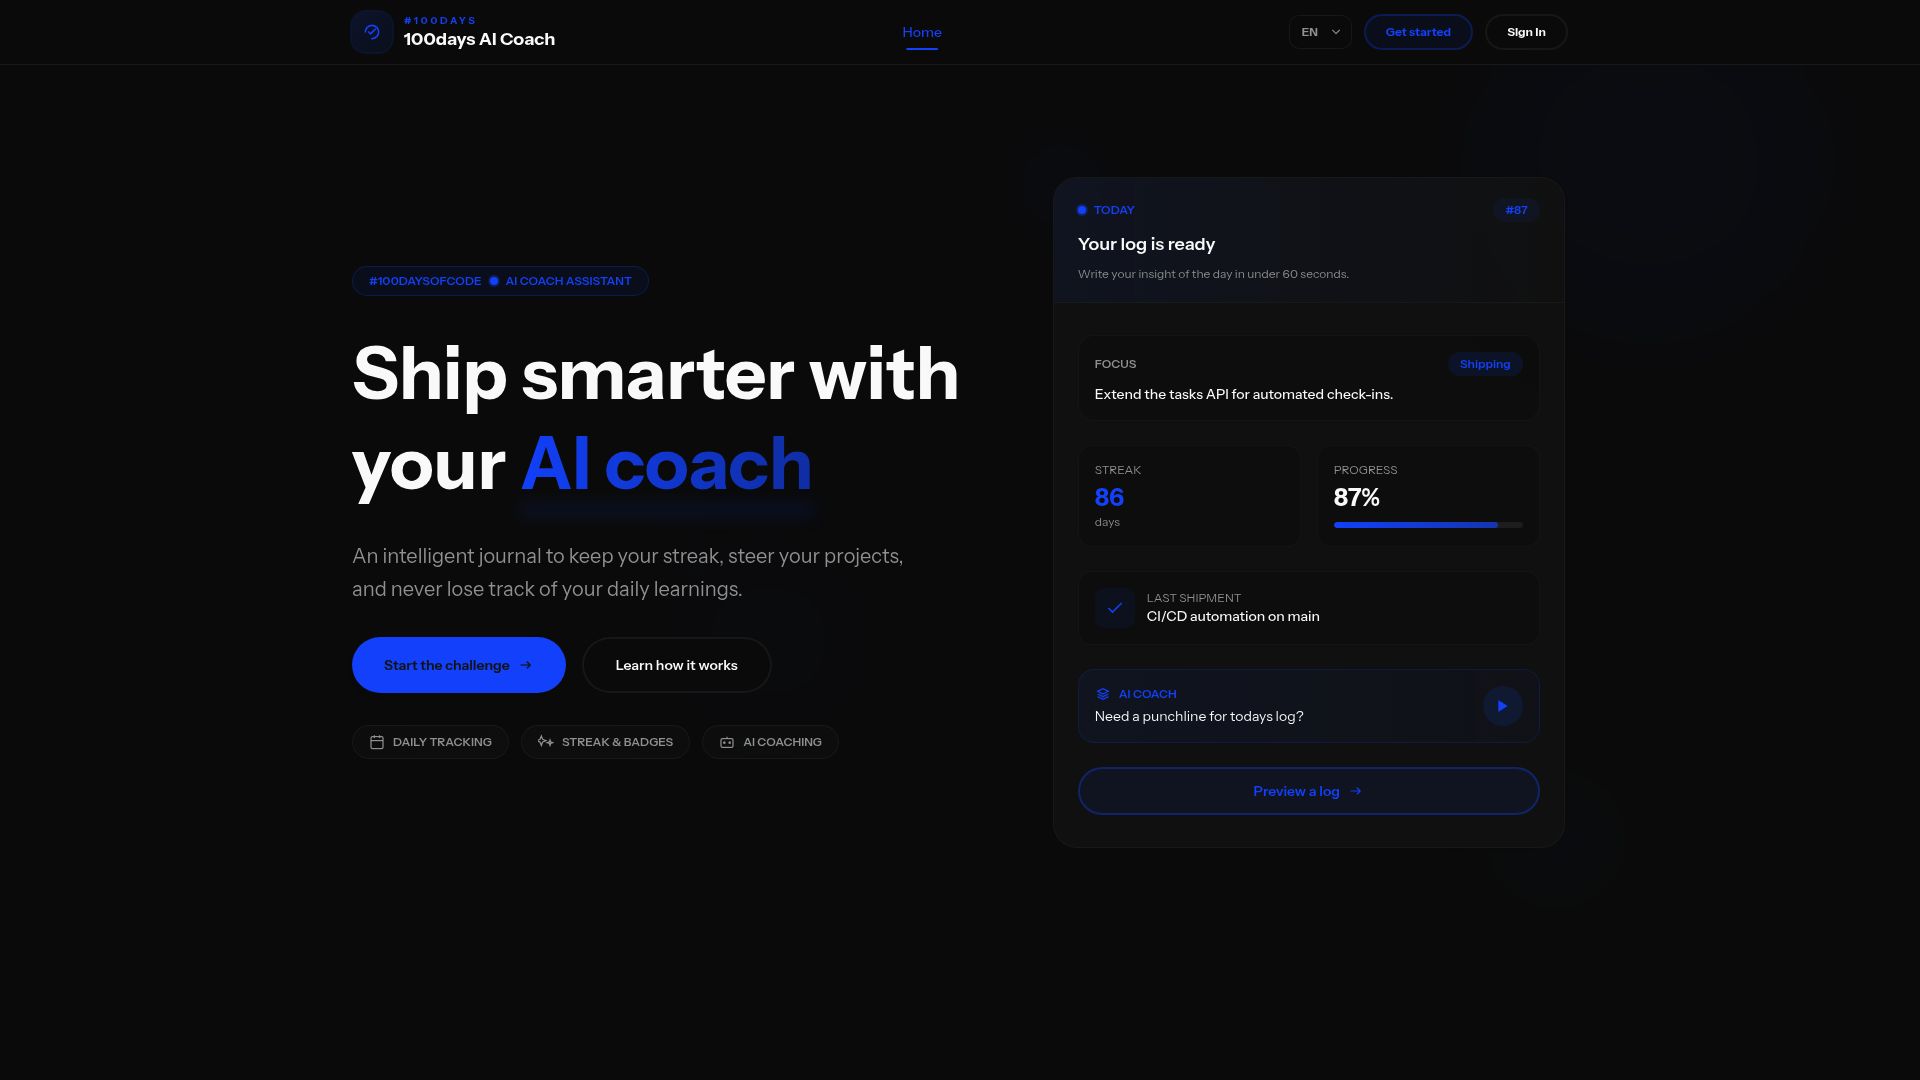 #100DAYS
100days AI Coach
Home
EN
Get started
Sign In
#100DAYSOFCODE AI COACH ASSISTANT
Ship smarter with
your AI coach
An intelligent journal to keep your streak, steer your projects,
and never lose track of your daily learnings.
Start the challenge →
Learn how it works
DAILY TRACKING
STREAK & BADGES
AI COACHING
TODAY
#87
Your log is ready
Write your insight of the day in under 60 seconds.
FOCUS
Shipping
Extend the tasks API for automated check-ins.
STREAK
86
days
PROGRESS
87%
LAST SHIPMENT
CI/CD automation on main
AI COACH
Need a punchline for todays log?
Preview a log →